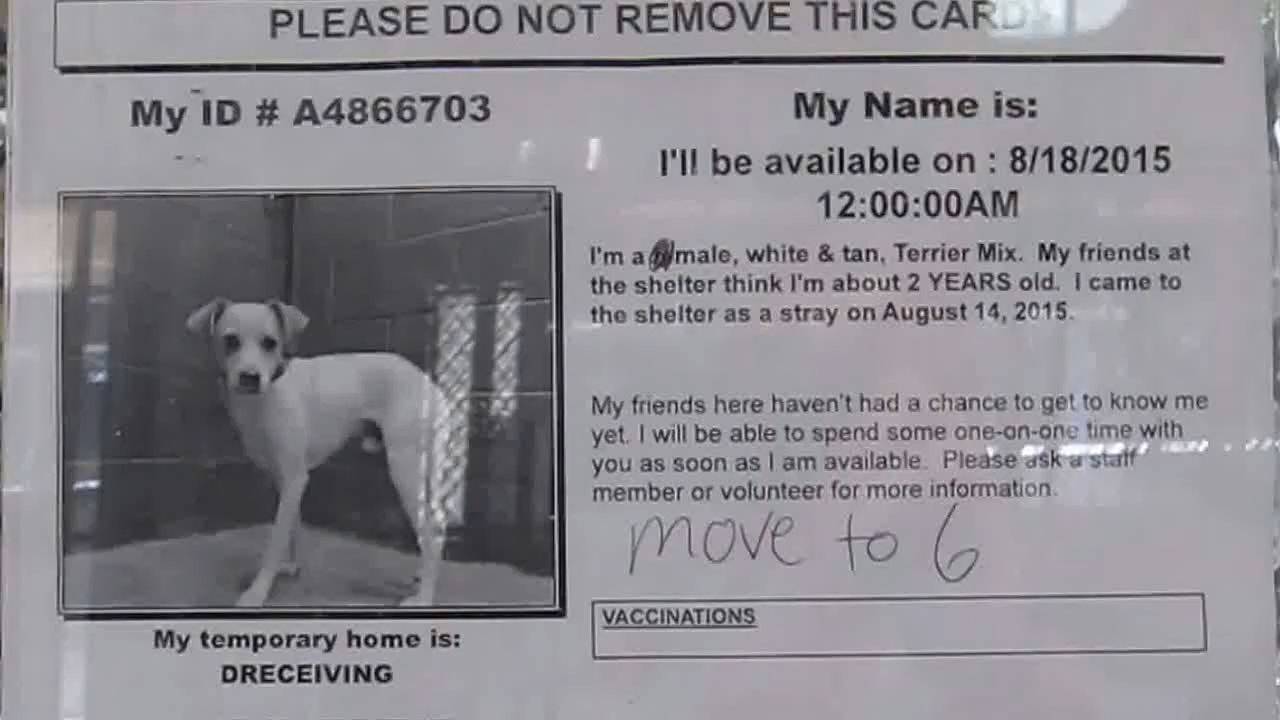 PLEASE DO NOT REMOVE THIS CARD
My ID # A4866703
My Name is:
I'll be available on : 8/18/2015
12:00:00AM
I'm a male, white & tan, Terrier Mix. My friends at
the shelter think I'm about 2 YEARS old. I came to
the shelter as a stray on August 14, 2015.
My friends here haven't had a chance to get to know me
yet. I will be able to spend some one-on-one time with
you as soon as I am available. Please ask a staff
member or volunteer for more information.
move to 6
VACCINATIONS
My temporary home is:
DRECEIVING